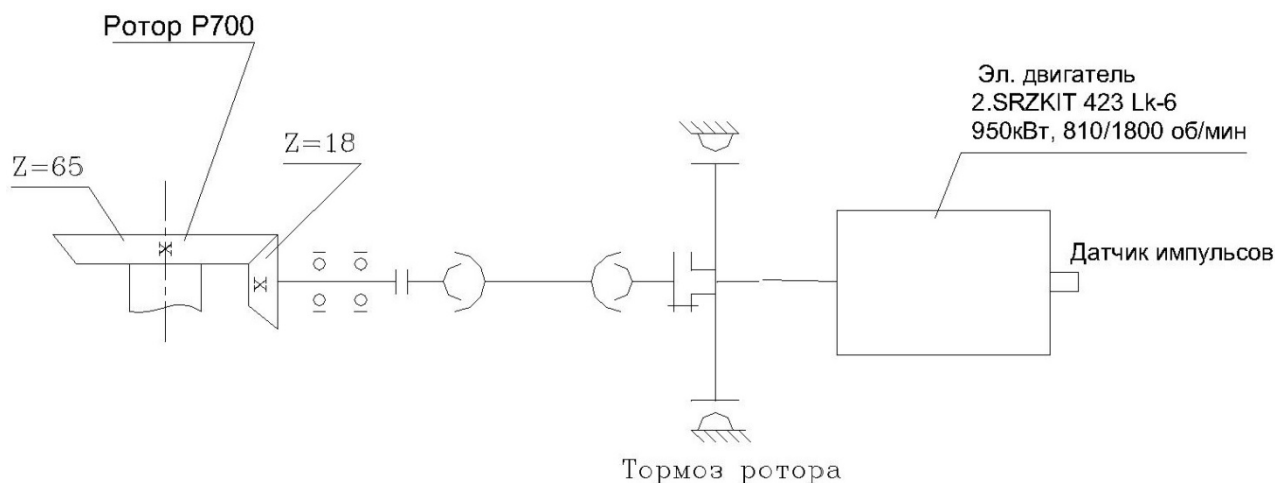 Ротор Р700
Z=65
Z=18
Эл. двигатель
2.SRZKIT 423 Lk-6
950кВт, 810/1800 об/мин
Датчик импульсов
Тормоз ротора